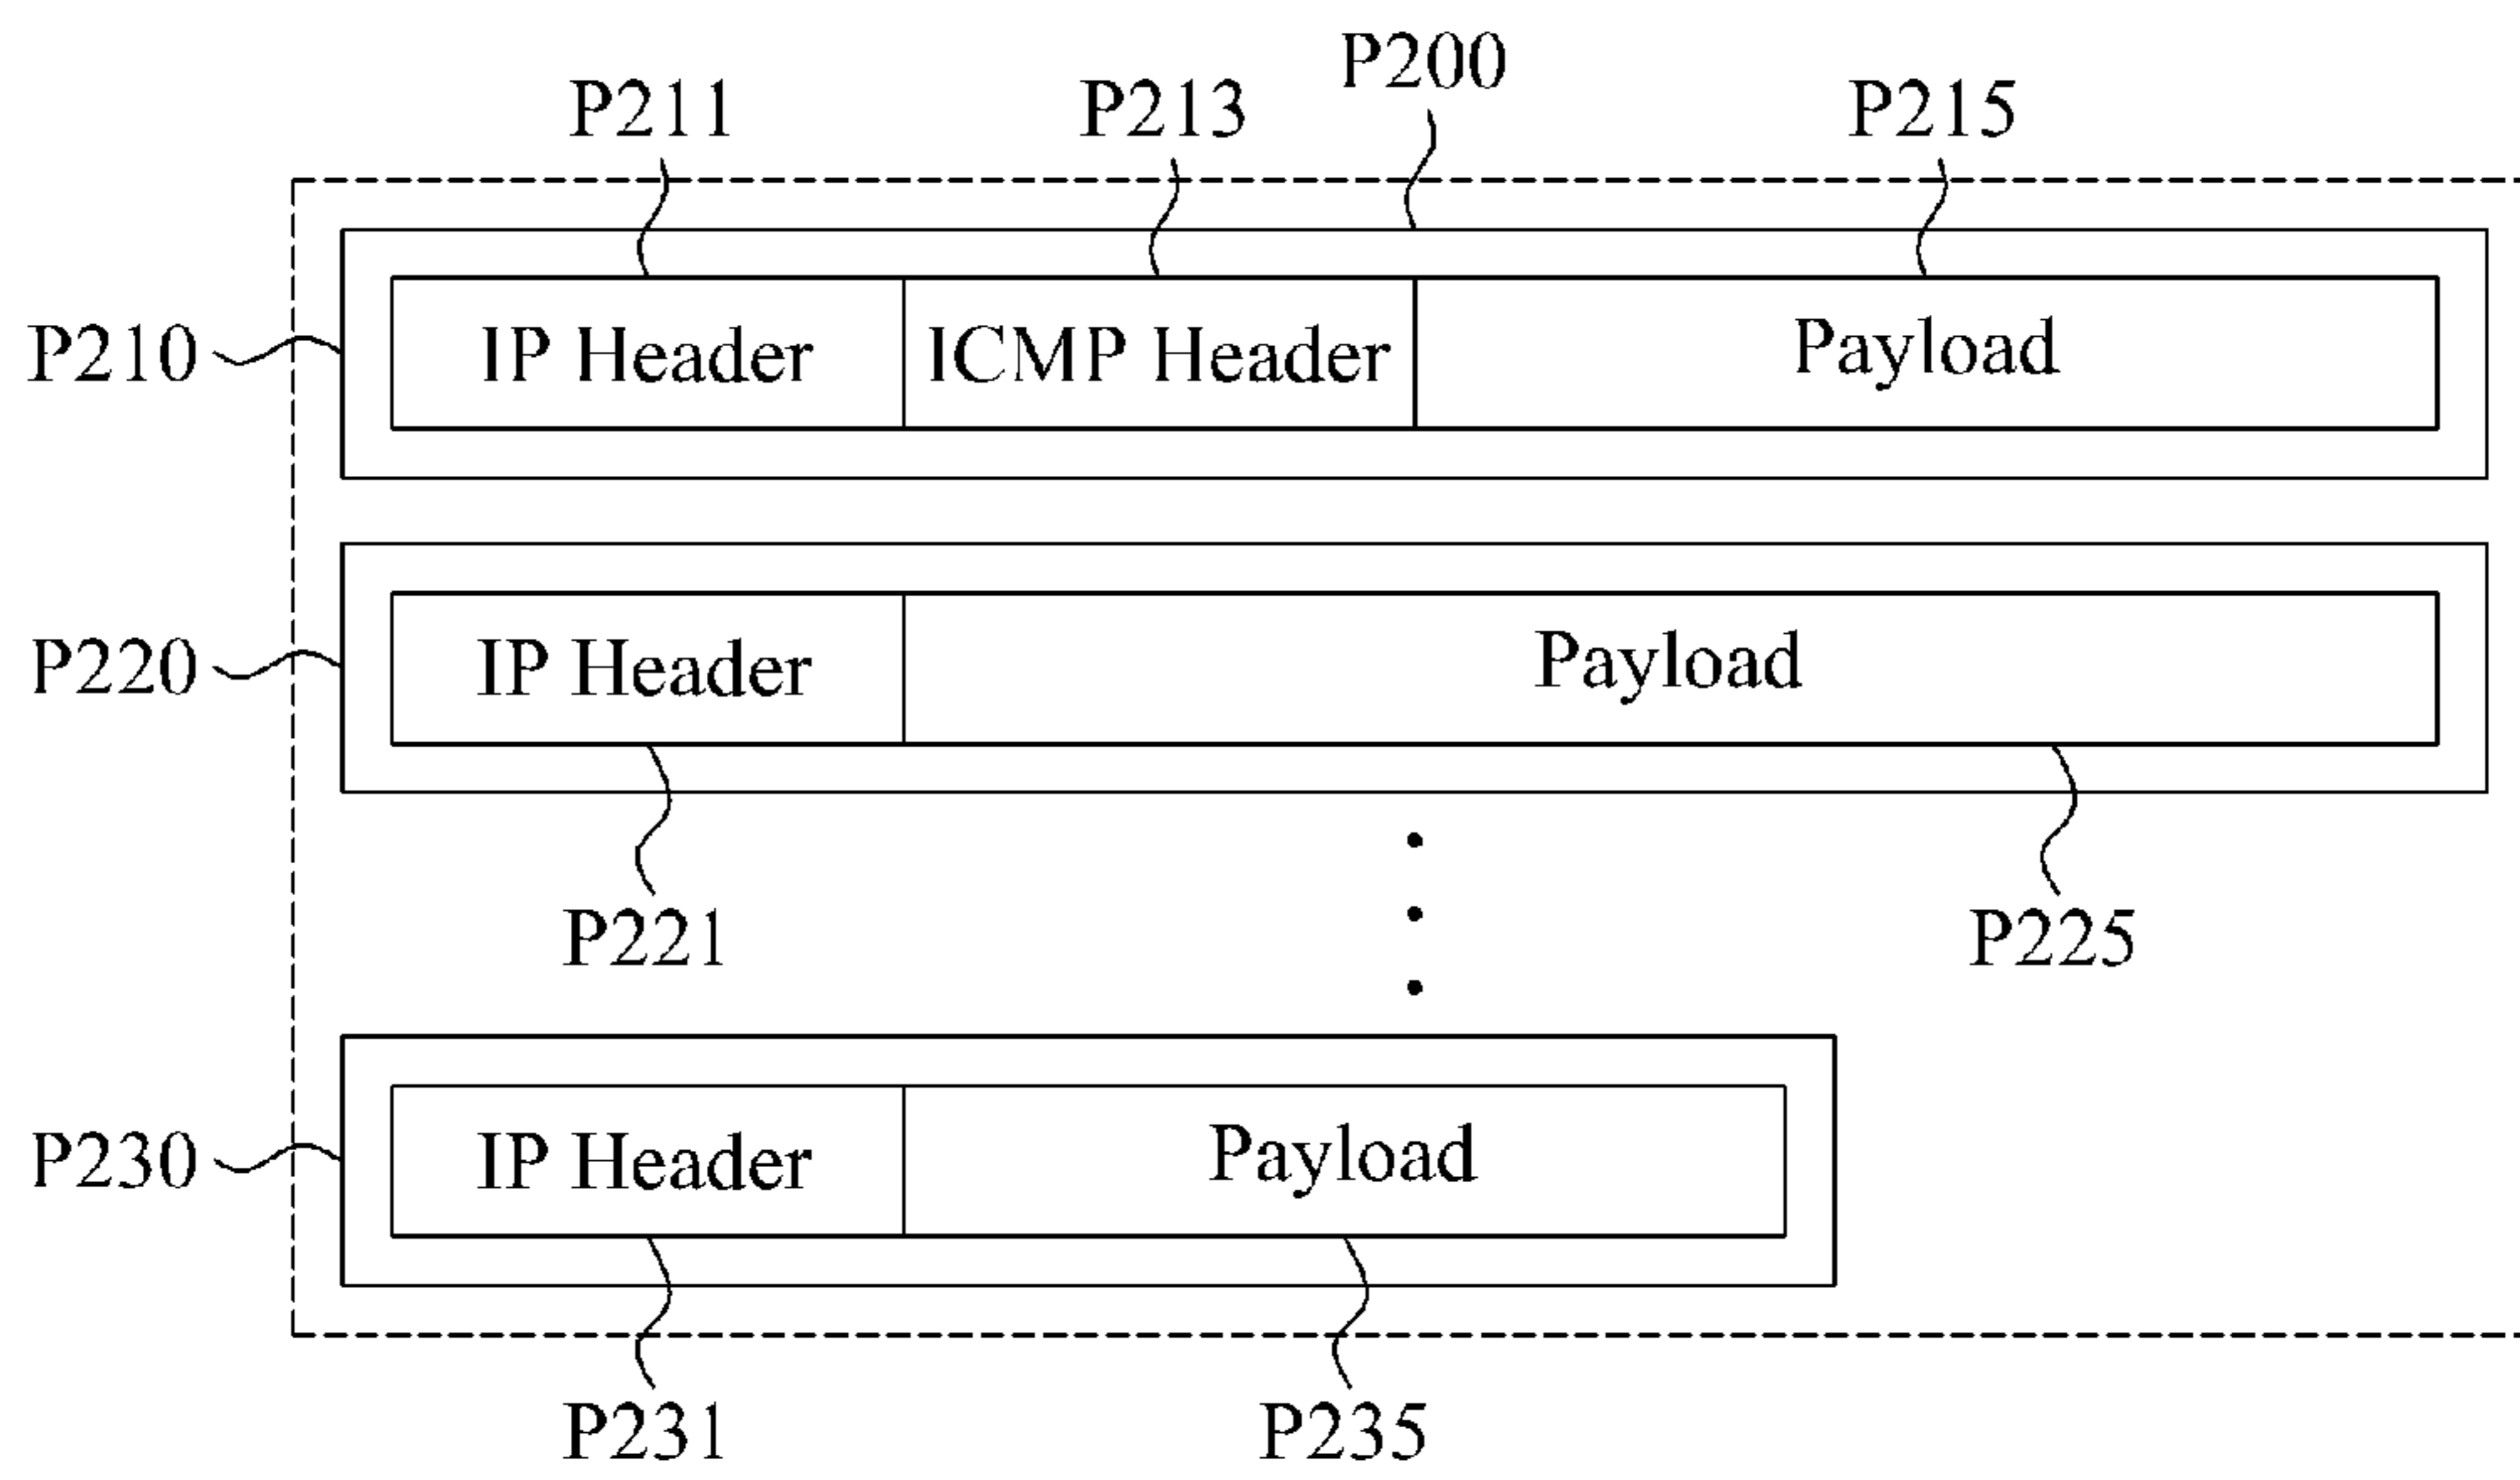 P200
P211 P213 P215
P210 IP Header ICMP Header Payload
P220 IP Header Payload
P221 P225
P230 IP Header Payload
P231 P235